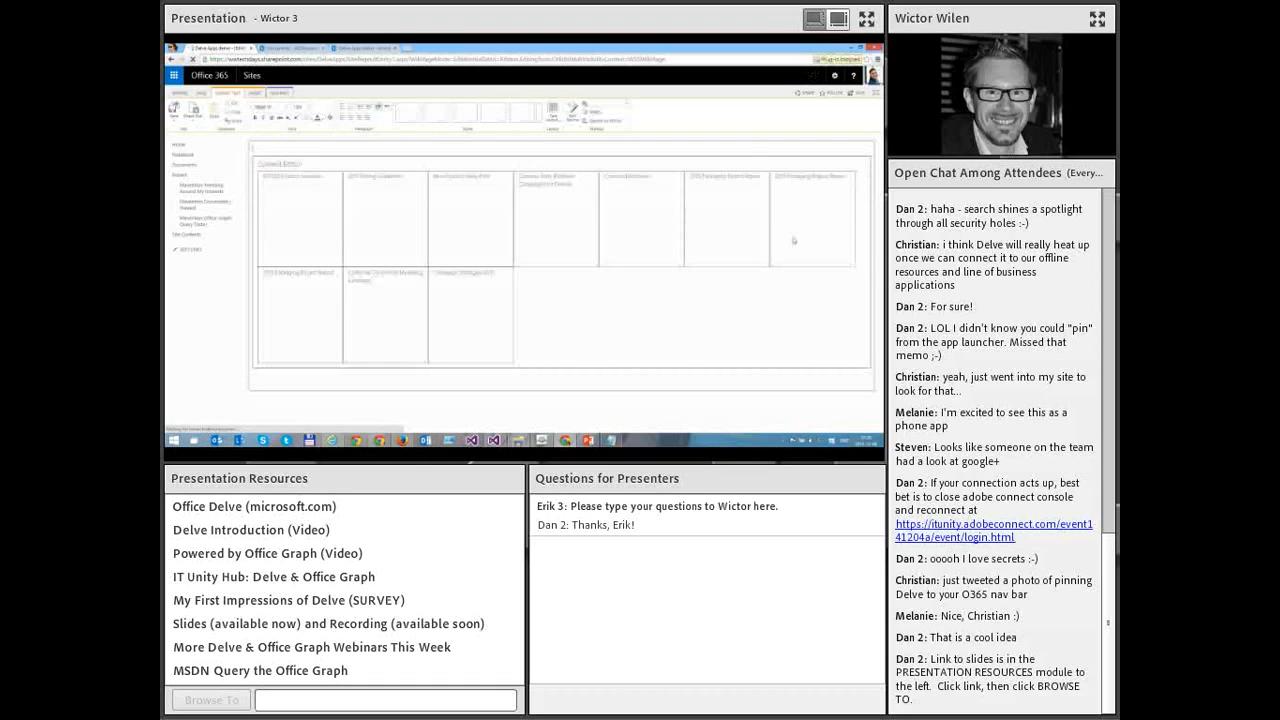 Presentation - Wictor 3
Office 365 Sites
Presentation Resources
Office Delve (microsoft.com)
Delve Introduction (Video)
Powered by Office Graph (Video)
IT Unity Hub: Delve & Office Graph
My First Impressions of Delve (SURVEY)
Slides (available now) and Recording (available soon)
More Delve & Office Graph Webinars This Week
MSDN Query the Office Graph
Browse To
Questions for Presenters
Erik 3: Please type your questions to Wictor here.
Dan 2: Thanks, Erik!
Wictor Wilen
Open Chat Among Attendees (Every...
Dan 2: haha - search shines a spotlight
through all security holes :-)
Christian: i think Delve will really heat up
once we can connect it to our offline
resources and line of business
applications
Dan 2: For sure!
Dan 2: LOL I didn't know you could "pin"
from the app launcher. Missed that
memo ;-)
Christian: yeah, just went into my site to
look for that...
Melanie: I'm excited to see this as a
phone app
Steven: Looks like someone on the team
had a look at google+
Dan 2: If your connection acts up, best
bet is to close adobe connect console
and reconnect at
https://itunity.adobeconnect.com/event1
41204a/event/login.html
Dan 2: ooooh I love secrets :-)
Christian: just tweeted a photo of pinning
Delve to your O365 nav bar
Melanie: Nice, Christian :)
Dan 2: That is a cool idea
Dan 2: Link to slides is in the
PRESENTATION RESOURCES module to
the left. Click link, then click BROWSE
TO.